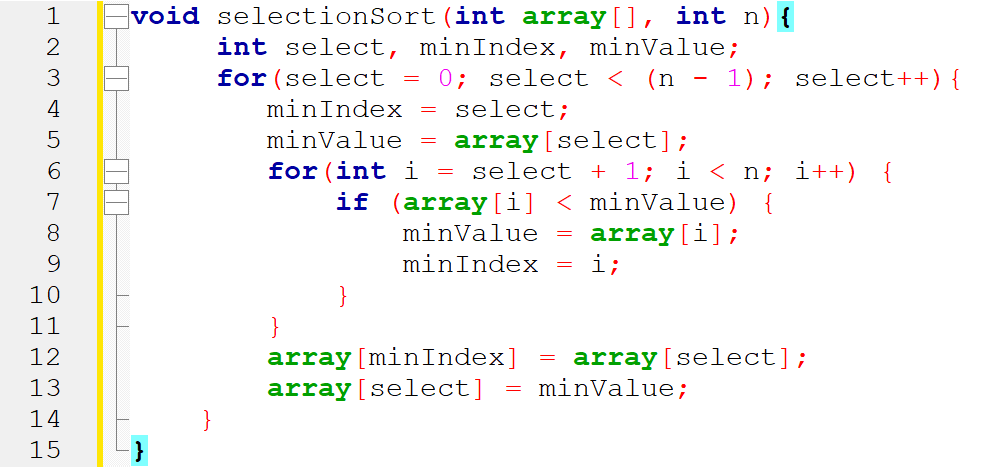 1 void selectionSort(int array[], int n){
2 int select, minIndex, minValue;
3 for(select = 0; select < (n - 1); select++){
4 minIndex = select;
5 minValue = array[select];
6 for(int i = select + 1; i < n; i++) {
7 if (array[i] < minValue) {
8 minValue = array[i];
9 minIndex = i;
10 }
11 }
12 array[minIndex] = array[select];
13 array[select] = minValue;
14 }
15 }